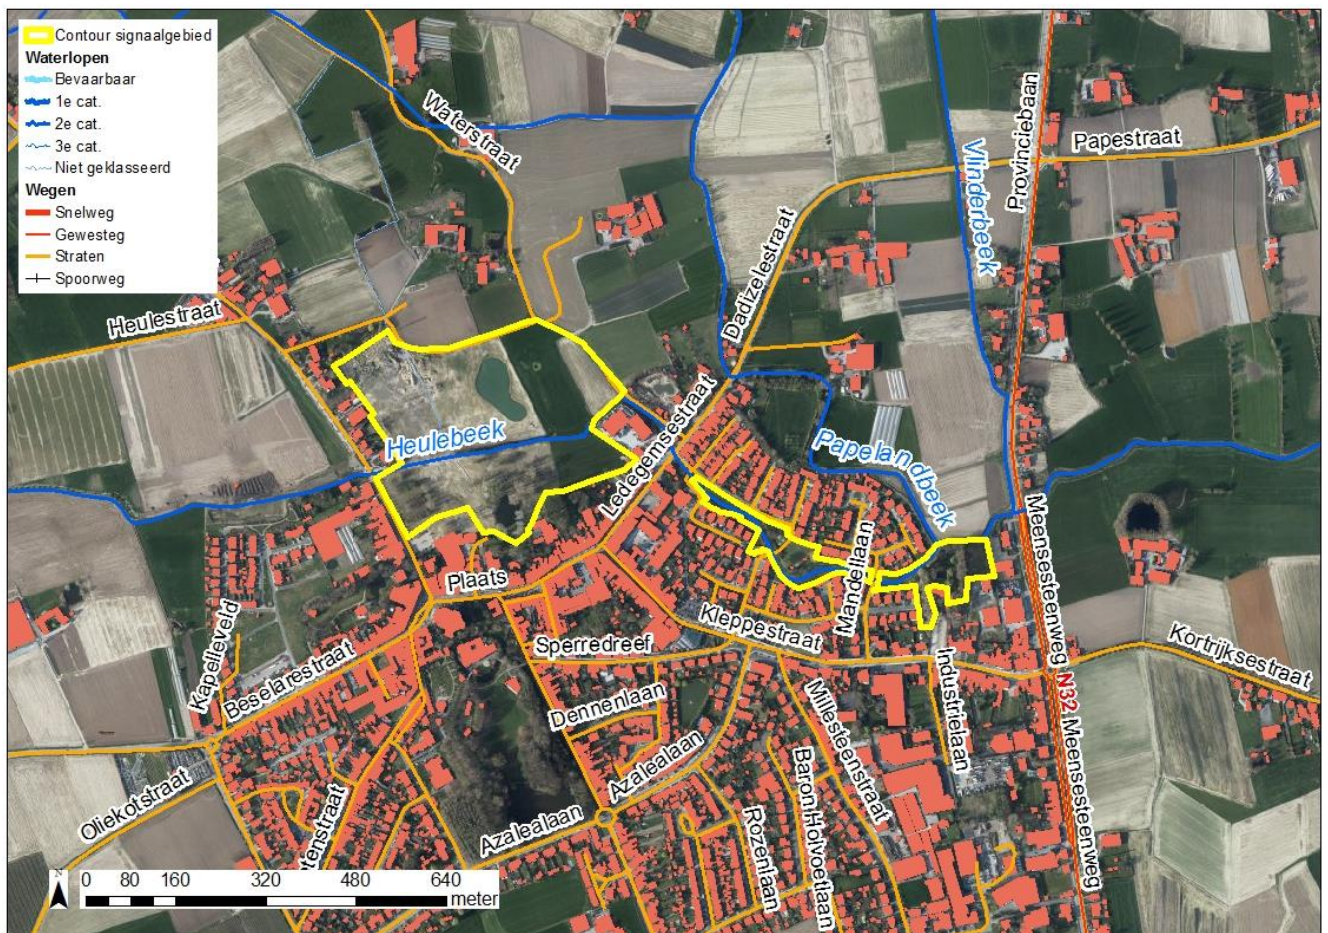 Contour signaalgebied
Waterlopen
Bevaarbaar
1e cat.
2e cat.
3e cat.
Niet geklasseerd
Wegen
Snelweg
Gewesteg
Straten
Spoorweg
Waterstraat
Papestraat
Provinciebaan
Vlinderbeek
Dadizelestraat
Heulestraat
Heulebeek
Ledegemsestraat
Papelandbeek
Meensesteenweg
Mandellaan
Plaats
Kleppestraat
Kortrijksestraat
Sperredreef
Kapelleveld
Beselarestraat
Industrielaan
N32
Dennenlaan
Millesteenstraat
Meensesteenweg
Azalealaan
Baron Holvoetlaan
Oliekotstraat
Rozenlaan
Azalealaan
tenstraat
N
0 80 160 320 480 640
meter